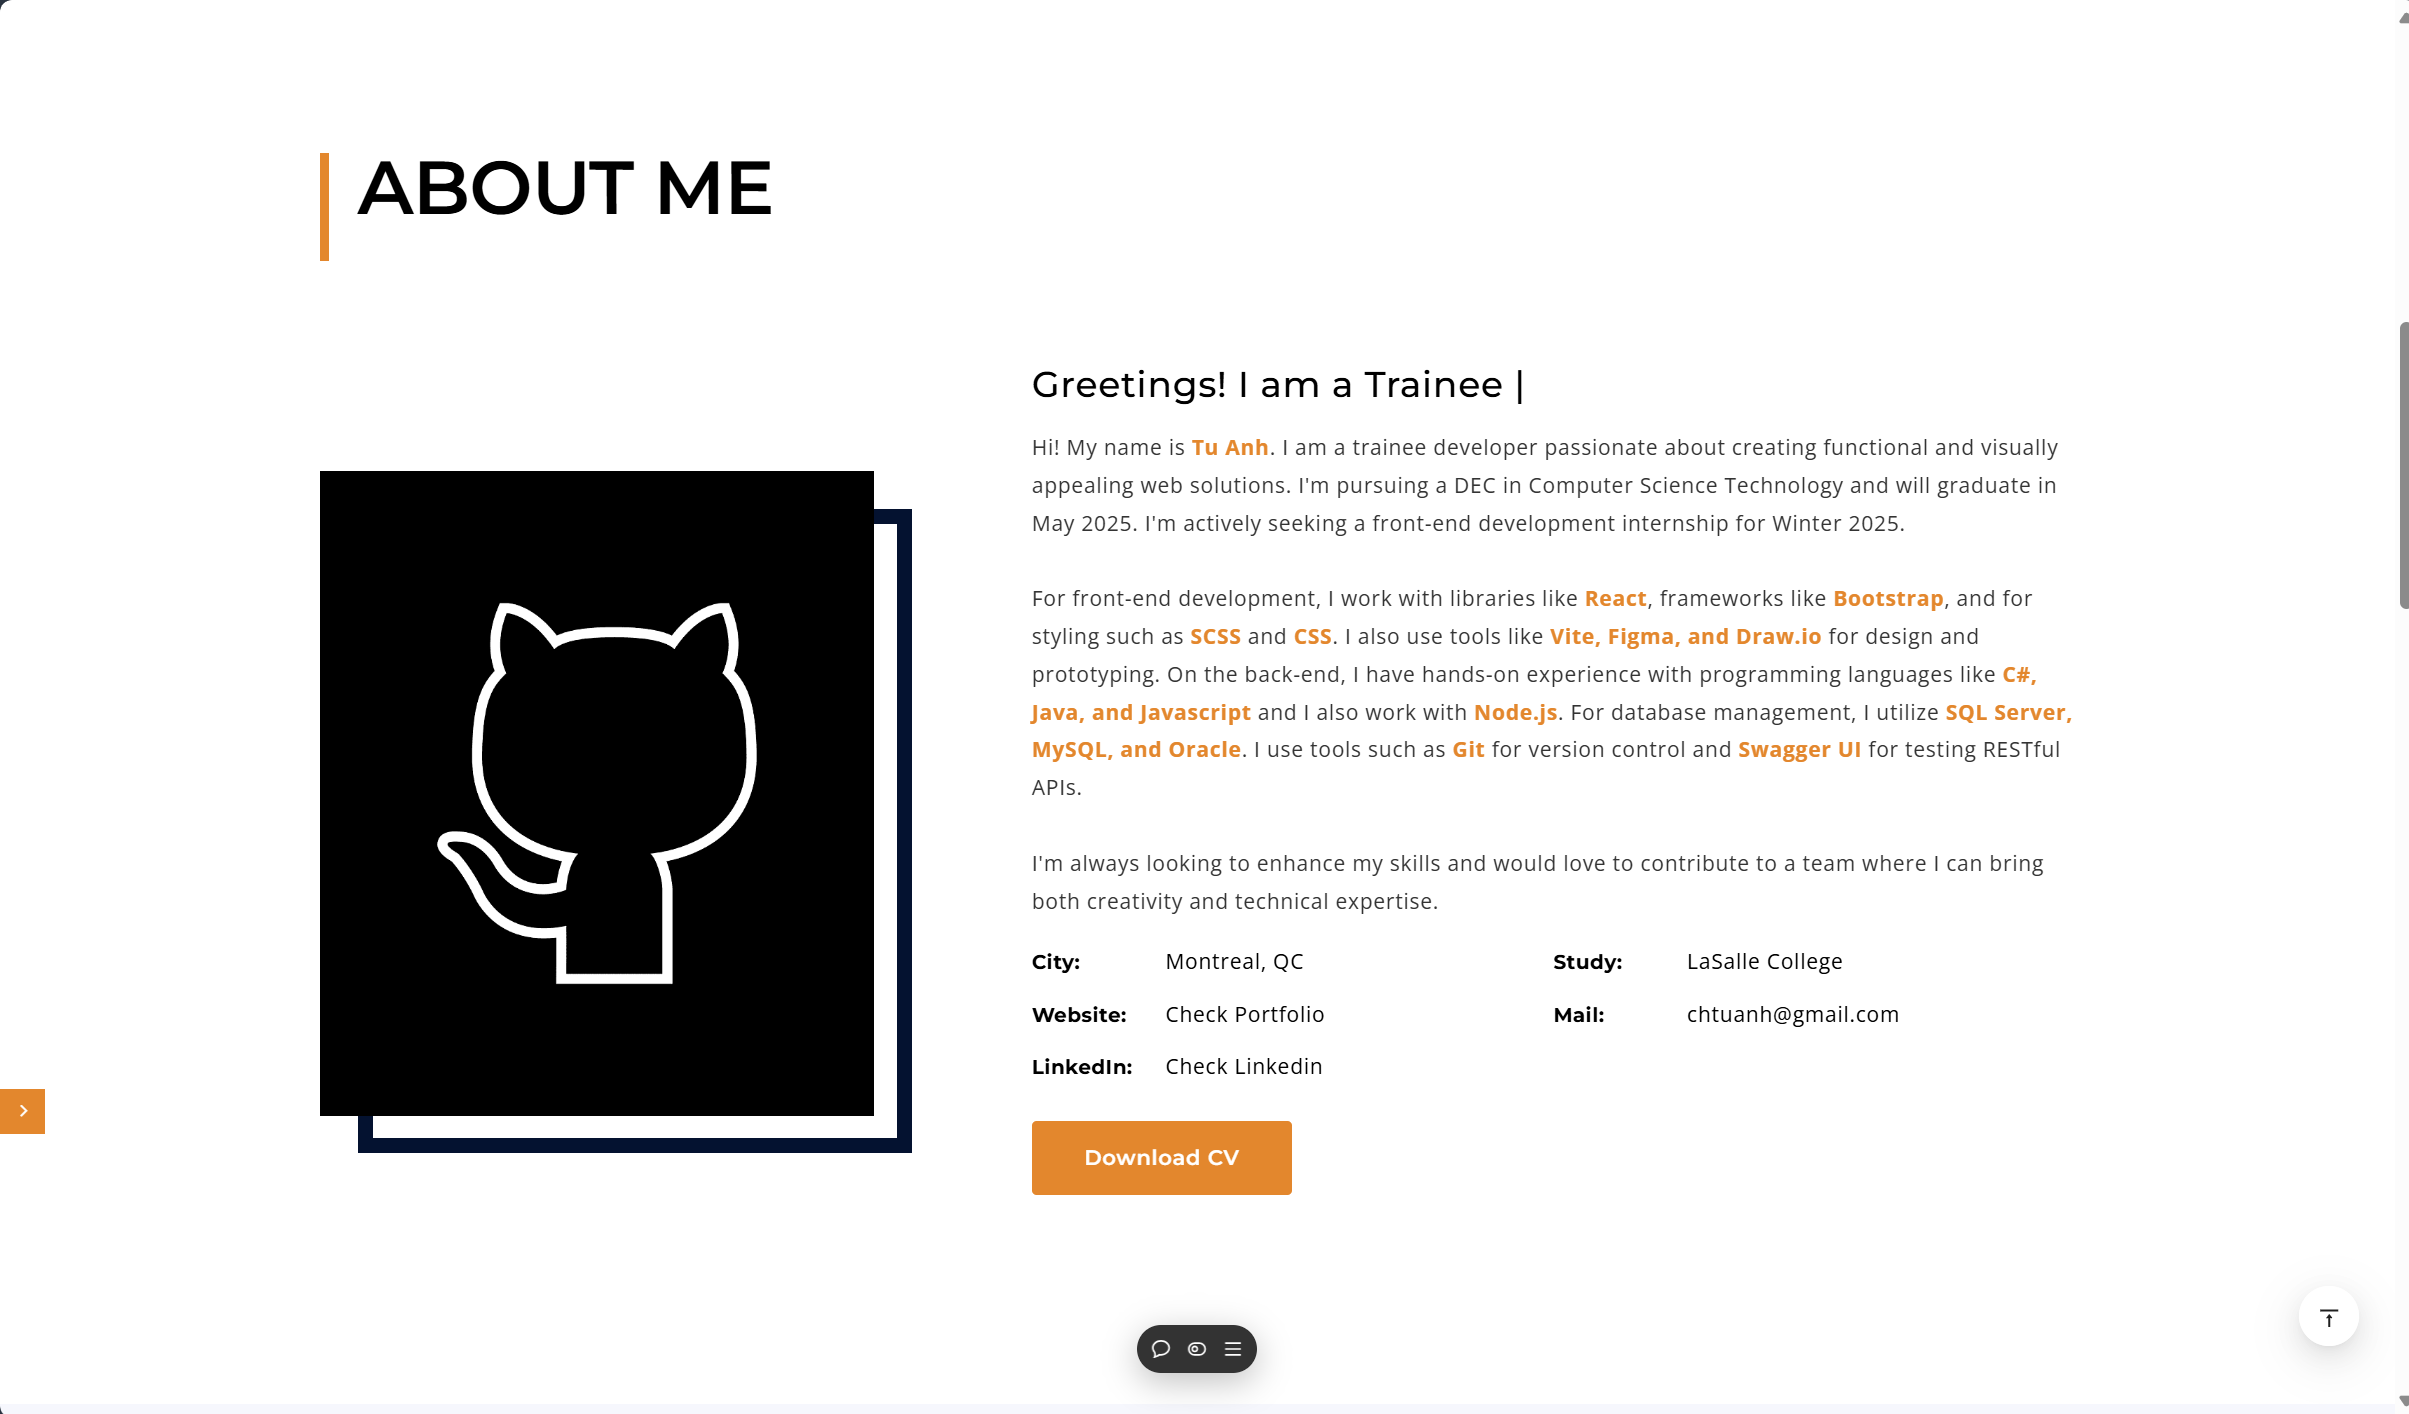 ABOUT ME
Greetings! I am a Trainee |
Hi! My name is Tu Anh. I am a trainee developer passionate about creating functional and visually
appealing web solutions. I'm pursuing a DEC in Computer Science Technology and will graduate in
May 2025. I'm actively seeking a front-end development internship for Winter 2025.
For front-end development, I work with libraries like React, frameworks like Bootstrap, and for
styling such as SCSS and CSS. I also use tools like Vite, Figma, and Draw.io for design and
prototyping. On the back-end, I have hands-on experience with programming languages like C#,
Java, and Javascript and I also work with Node.js. For database management, I utilize SQL Server,
MySQL, and Oracle. I use tools such as Git for version control and Swagger UI for testing RESTful
APIs.
I'm always looking to enhance my skills and would love to contribute to a team where I can bring
both creativity and technical expertise.
City: Montreal, QC Study: LaSalle College
Website: Check Portfolio Mail: chtuanh@gmail.com
LinkedIn: Check Linkedin
Download CV